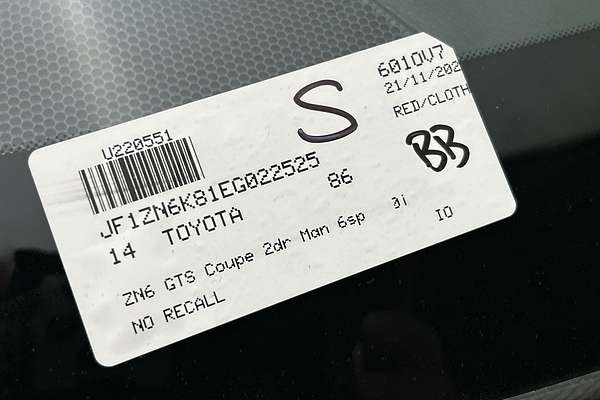 S
6010V7
21/11/202
RED/CLOTH
BB
U220551
JF1ZN6K81EG022525
14 TOYOTA 86
ZN6 GTS Coupe 2dr Man 6sp 3i IO
NO RECALL